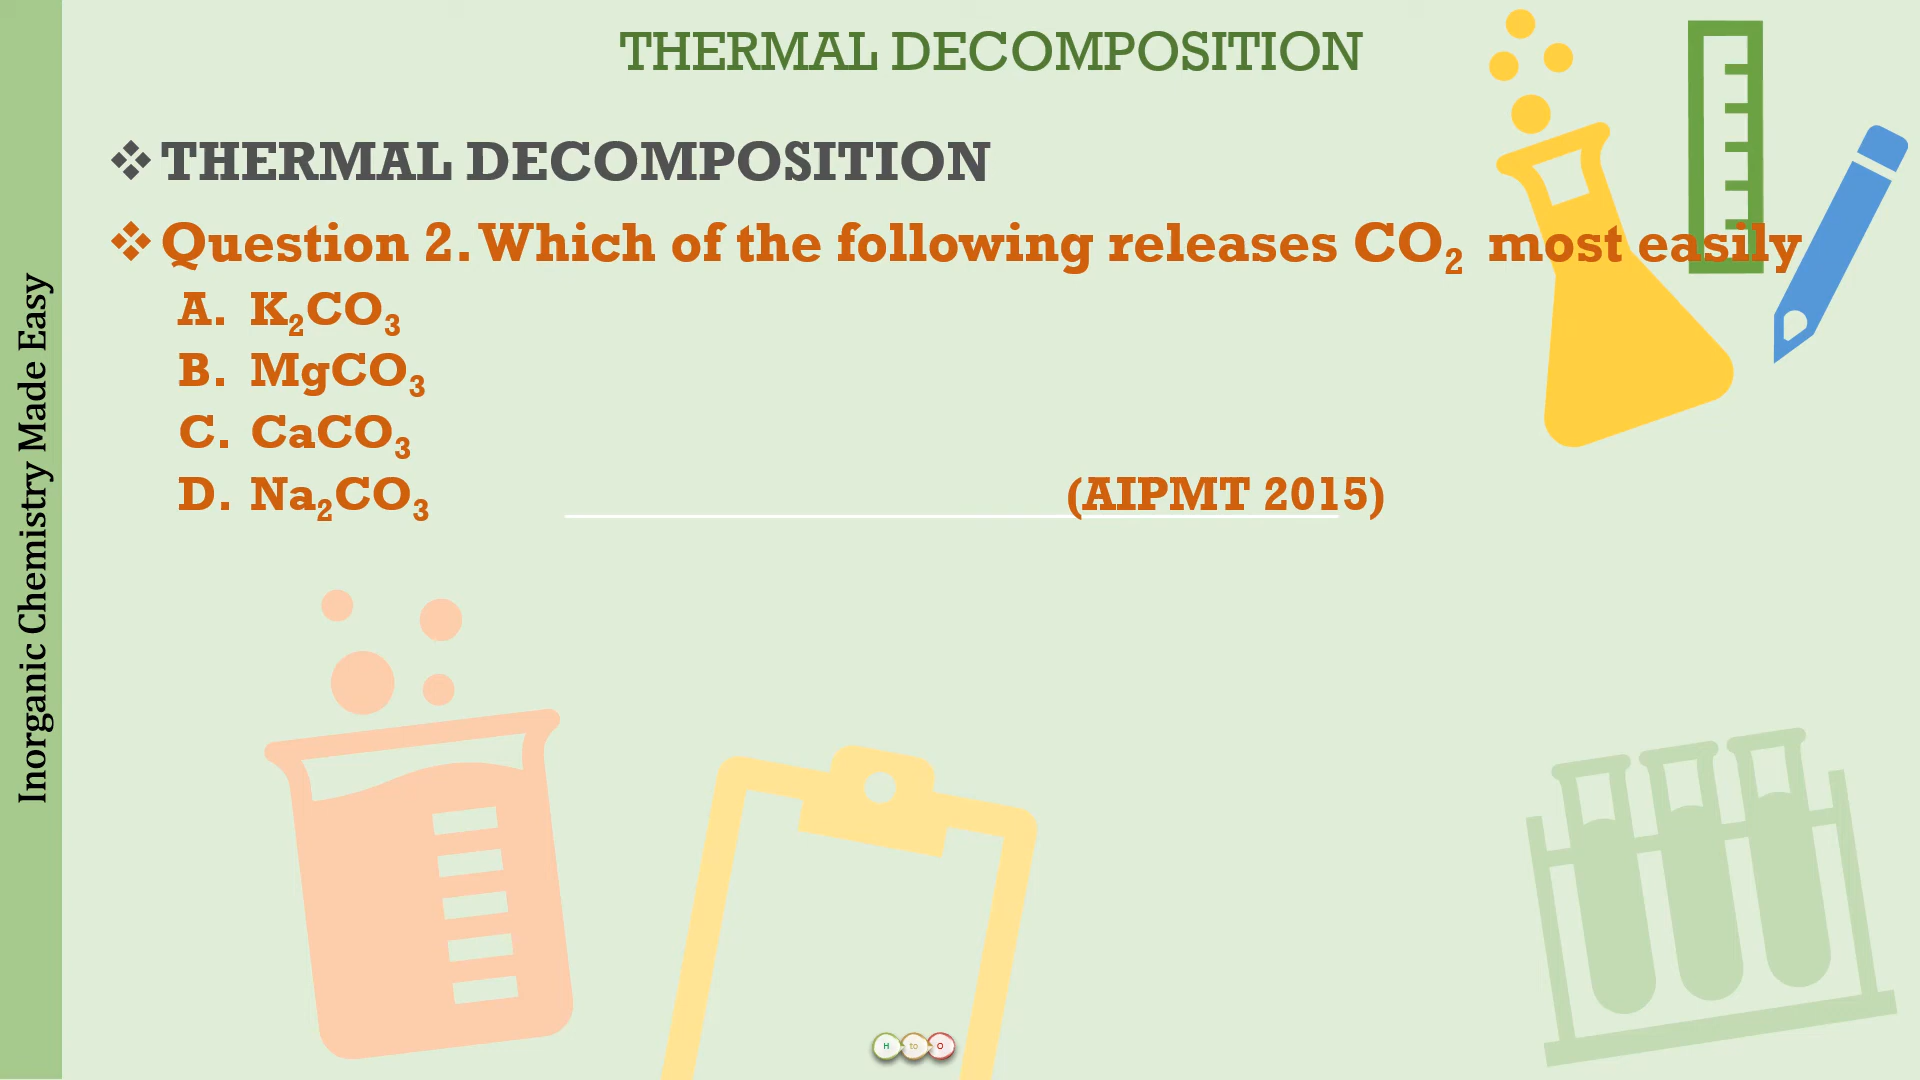 THERMAL DECOMPOSITION
❖THERMAL DECOMPOSITION
❖Question 2. Which of the following releases CO₂ most easily
A. K₂CO₃
B. MgCO₃
C. CaCO₃
D. Na₂CO₃ (AIPMT 2015)
Inorganic Chemistry Made Easy
H to O